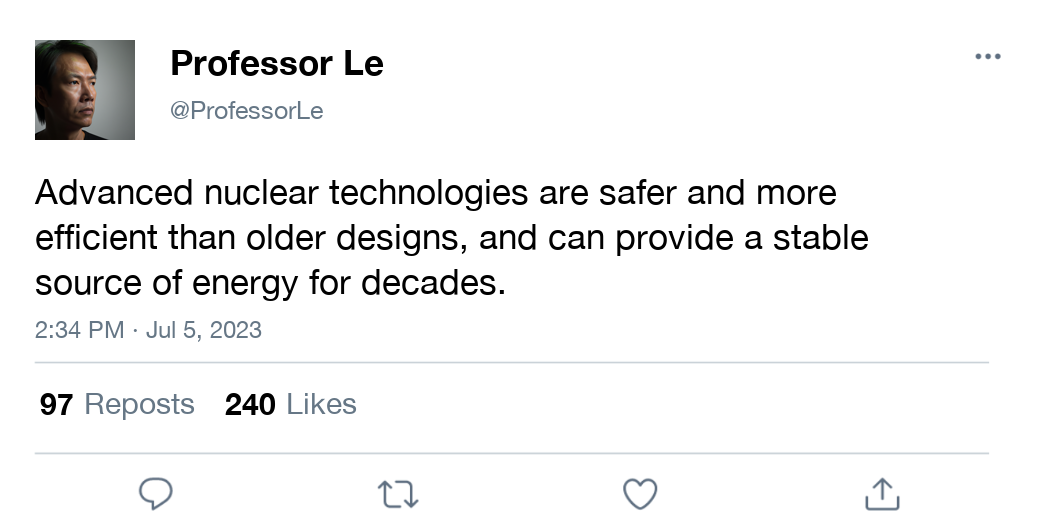 Professor Le
@ProfessorLe
Advanced nuclear technologies are safer and more
efficient than older designs, and can provide a stable
source of energy for decades.
2:34 PM · Jul 5, 2023
97 Reposts 240 Likes